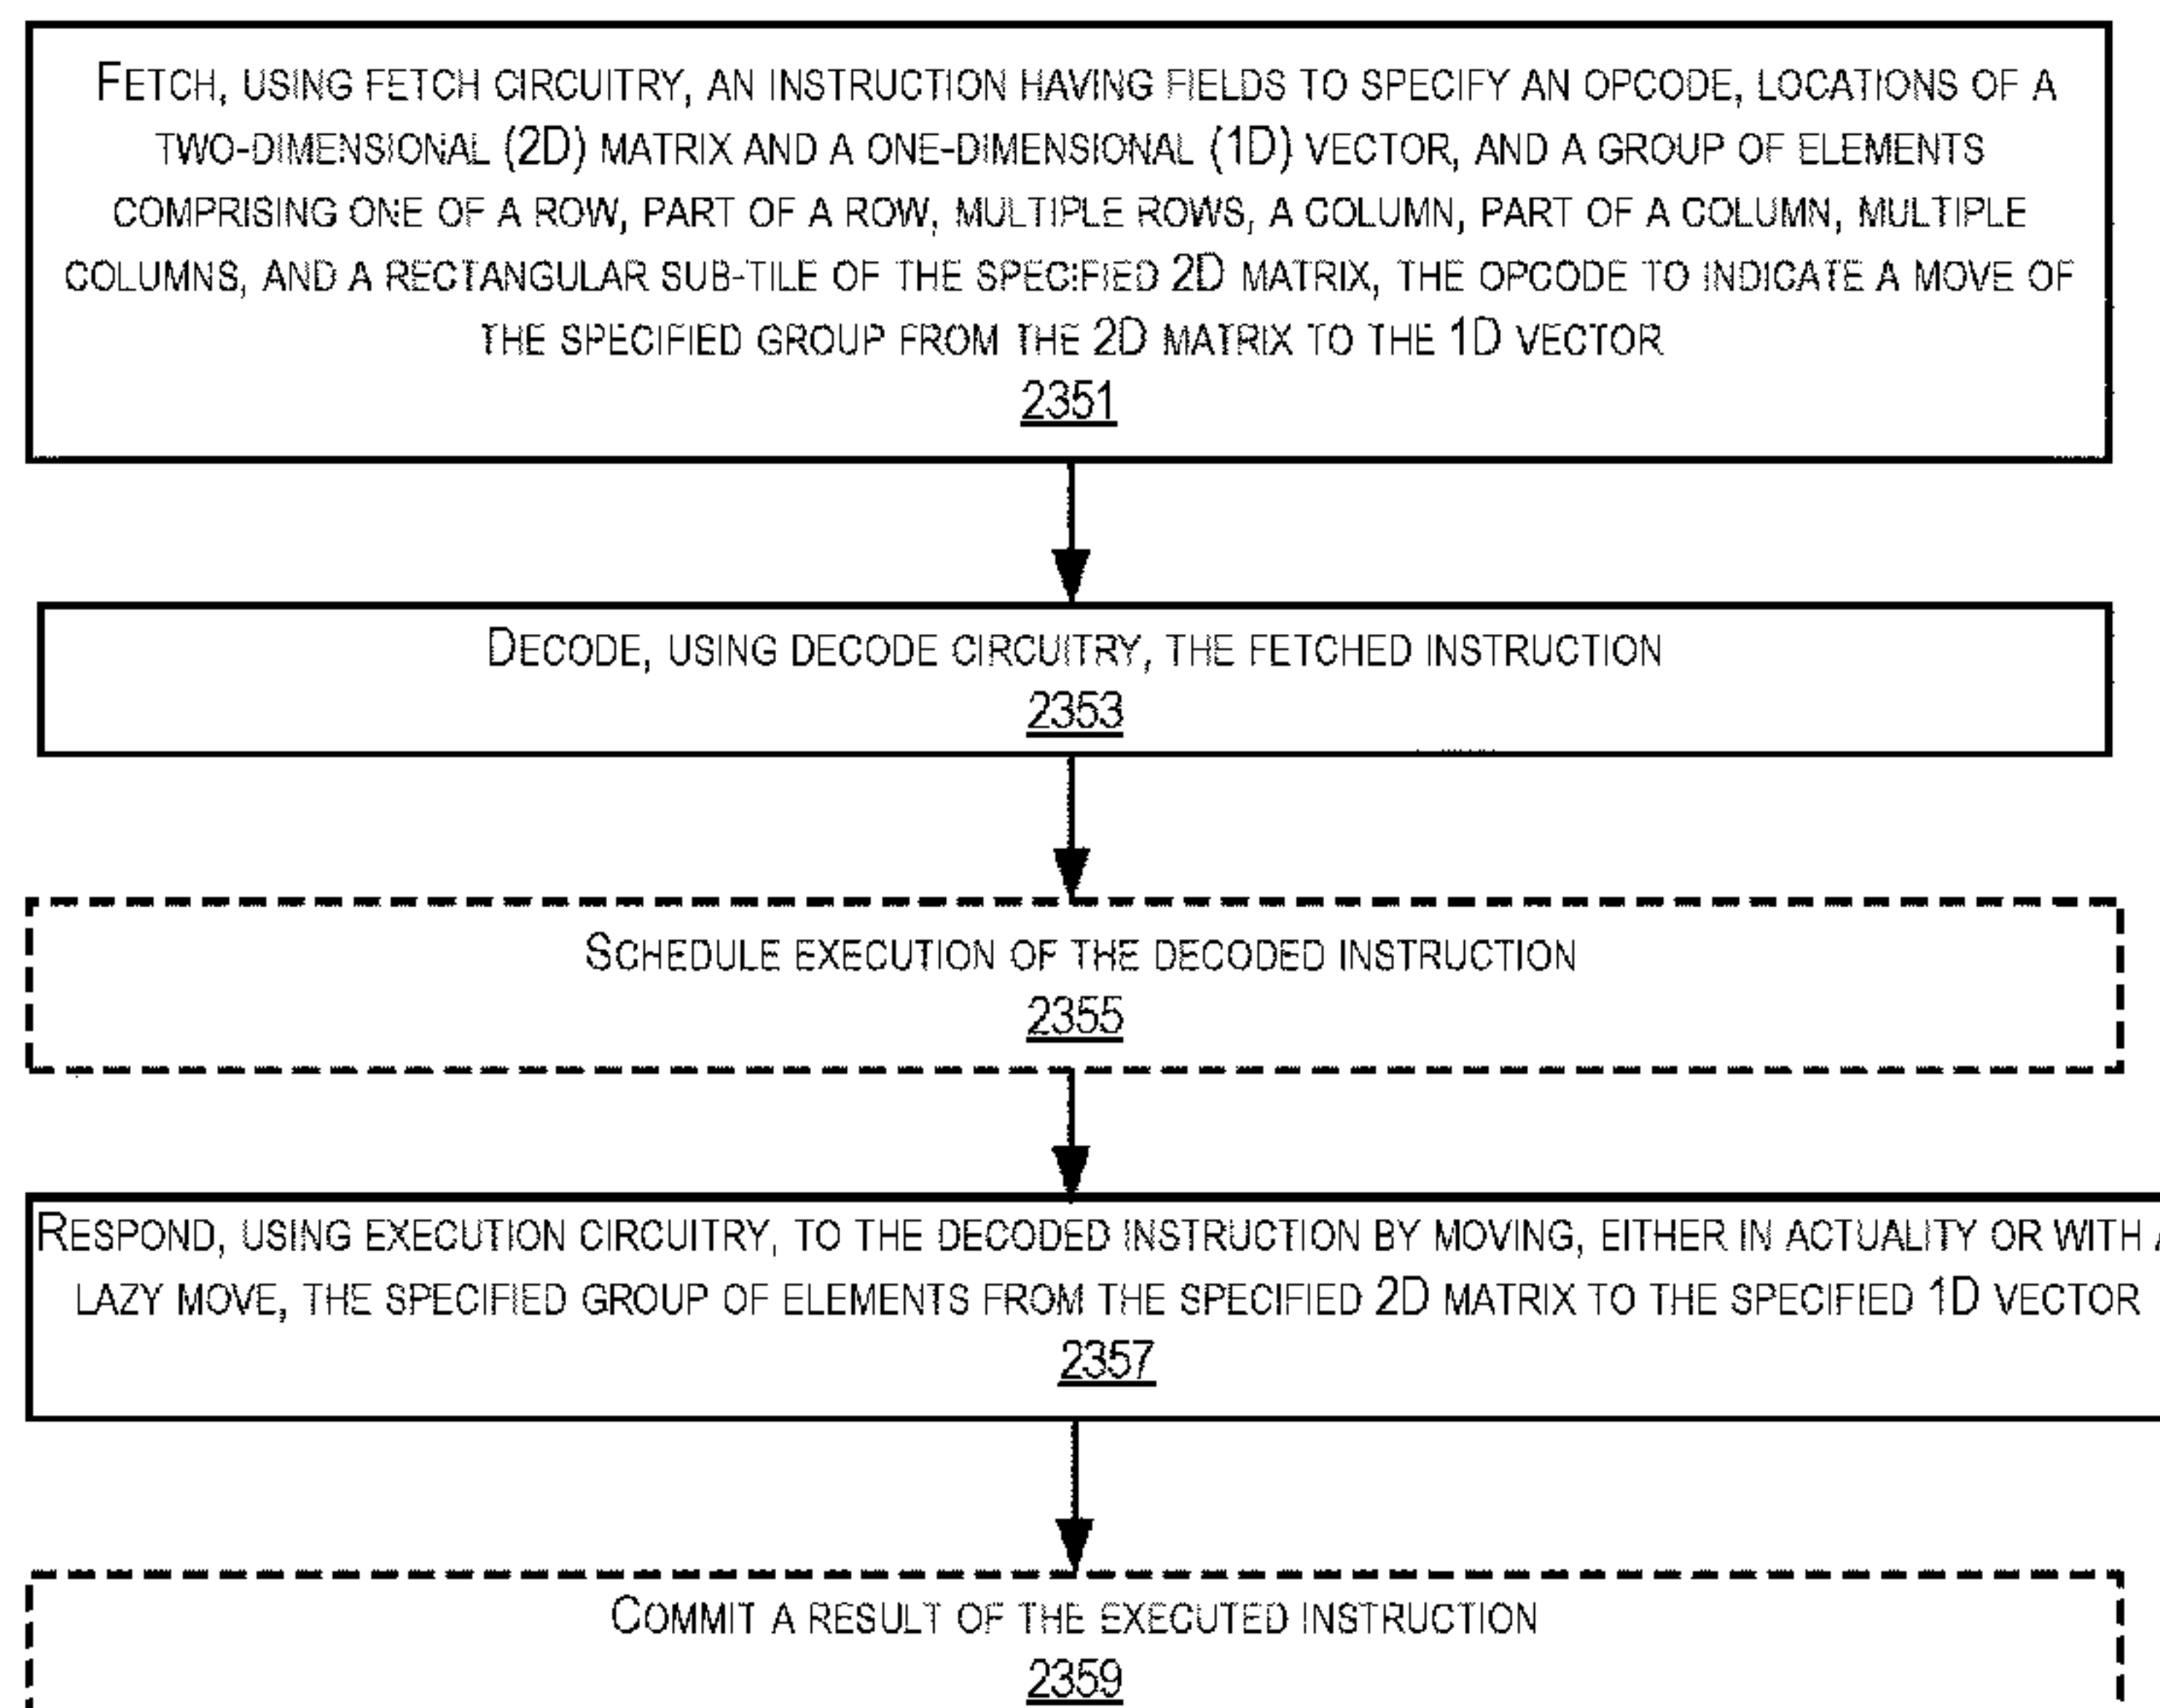 FETCH, USING FETCH CIRCUITRY, AN INSTRUCTION HAVING FIELDS TO SPECIFY AN OPCODE, LOCATIONS OF A
TWO-DIMENSIONAL (2D) MATRIX AND A ONE-DIMENSIONAL (1D) VECTOR, AND A GROUP OF ELEMENTS
COMPRISING ONE OF A ROW, PART OF A ROW, MULTIPLE ROWS, A COLUMN, PART OF A COLUMN, MULTIPLE
COLUMNS, AND A RECTANGULAR SUB-TILE OF THE SPECIFIED 2D MATRIX, THE OPCODE TO INDICATE A MOVE OF
THE SPECIFIED GROUP FROM THE 2D MATRIX TO THE 1D VECTOR
2351
DECODE, USING DECODE CIRCUITRY, THE FETCHED INSTRUCTION
2353
SCHEDULE EXECUTION OF THE DECODED INSTRUCTION
2355
RESPOND, USING EXECUTION CIRCUITRY, TO THE DECODED INSTRUCTION BY MOVING, EITHER IN ACTUALITY OR WITH A
LAZY MOVE, THE SPECIFIED GROUP OF ELEMENTS FROM THE SPECIFIED 2D MATRIX TO THE SPECIFIED 1D VECTOR
2357
COMMIT A RESULT OF THE EXECUTED INSTRUCTION
2359